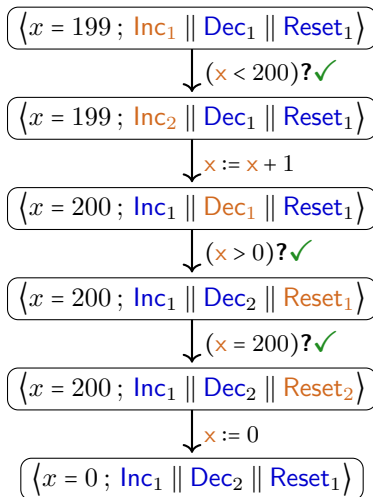 ⟨x = 199 ; Inc₁ || Dec₁ || Reset₁⟩
(x < 200)?✓
⟨x = 199 ; Inc₂ || Dec₁ || Reset₁⟩
x := x + 1
⟨x = 200 ; Inc₁ || Dec₁ || Reset₁⟩
(x > 0)?✓
⟨x = 200 ; Inc₁ || Dec₂ || Reset₁⟩
(x = 200)?✓
⟨x = 200 ; Inc₁ || Dec₂ || Reset₂⟩
x := 0
⟨x = 0 ; Inc₁ || Dec₂ || Reset₁⟩